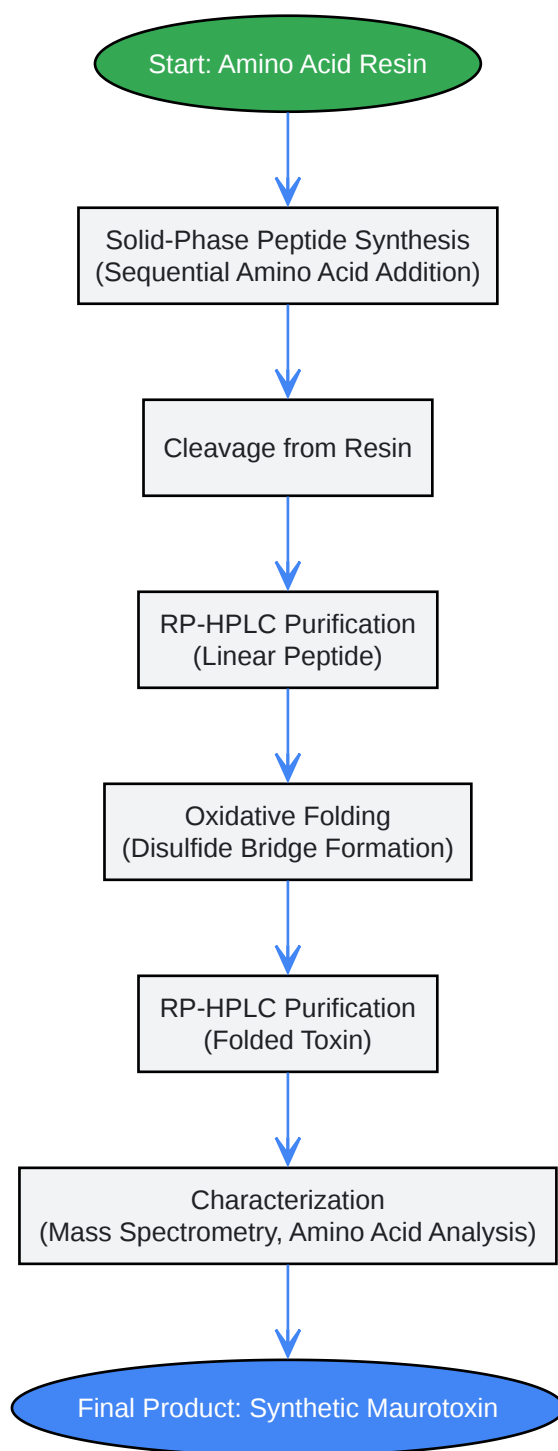 Start: Amino Acid Resin
Solid-Phase Peptide Synthesis
(Sequential Amino Acid Addition)
Cleavage from Resin
RP-HPLC Purification
(Linear Peptide)
Oxidative Folding
(Disulfide Bridge Formation)
RP-HPLC Purification
(Folded Toxin)
Characterization
(Mass Spectrometry, Amino Acid Analysis)
Final Product: Synthetic Maurotoxin